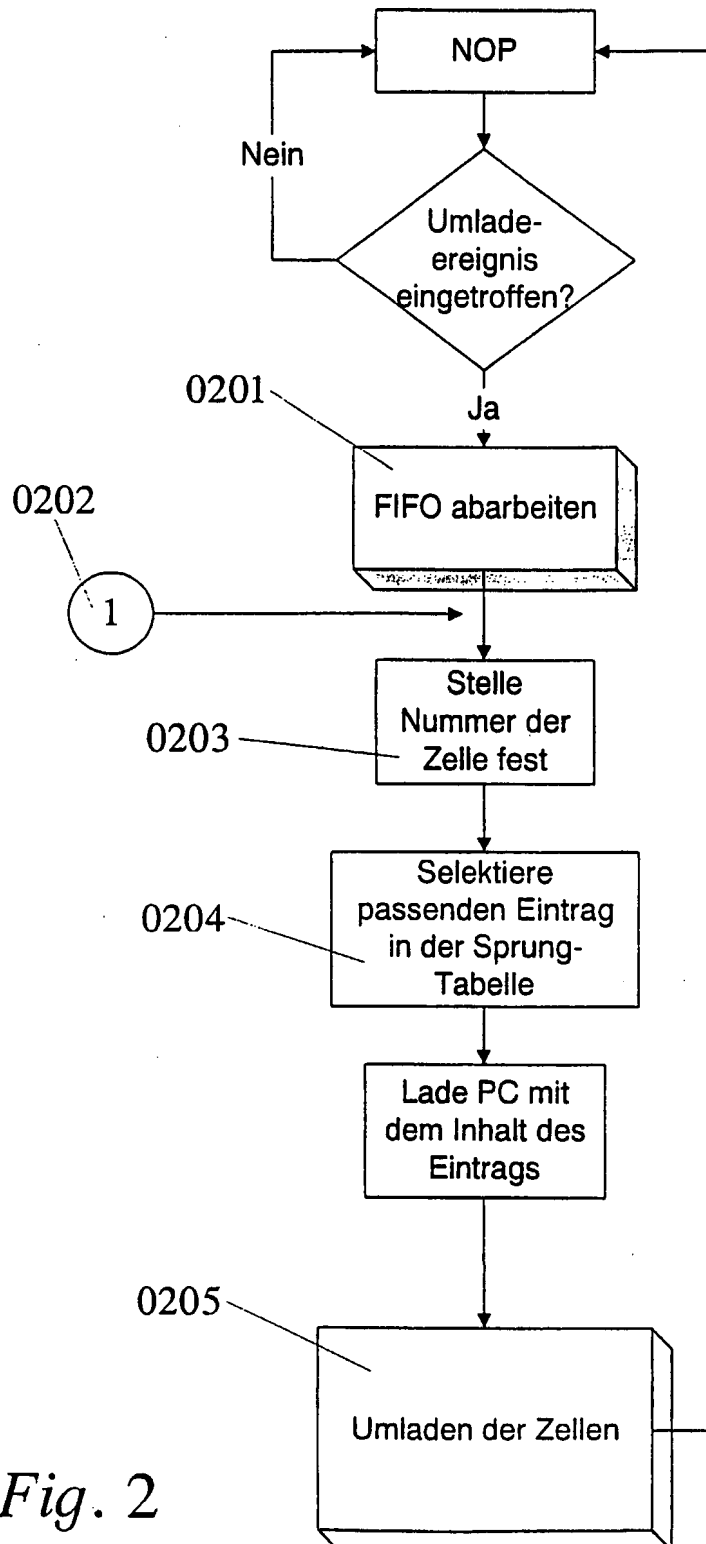 NOP
Nein
Umlade-
ereignis
eingetroffen?
Ja
0201
FIFO abarbeiten
0202
1
Stelle
Nummer der
Zelle fest
0203
Selektiere
passenden Eintrag
in der Sprung-
Tabelle
0204
Lade PC mit
dem Inhalt des
Eintrags
0205
Umladen der Zellen
Fig. 2